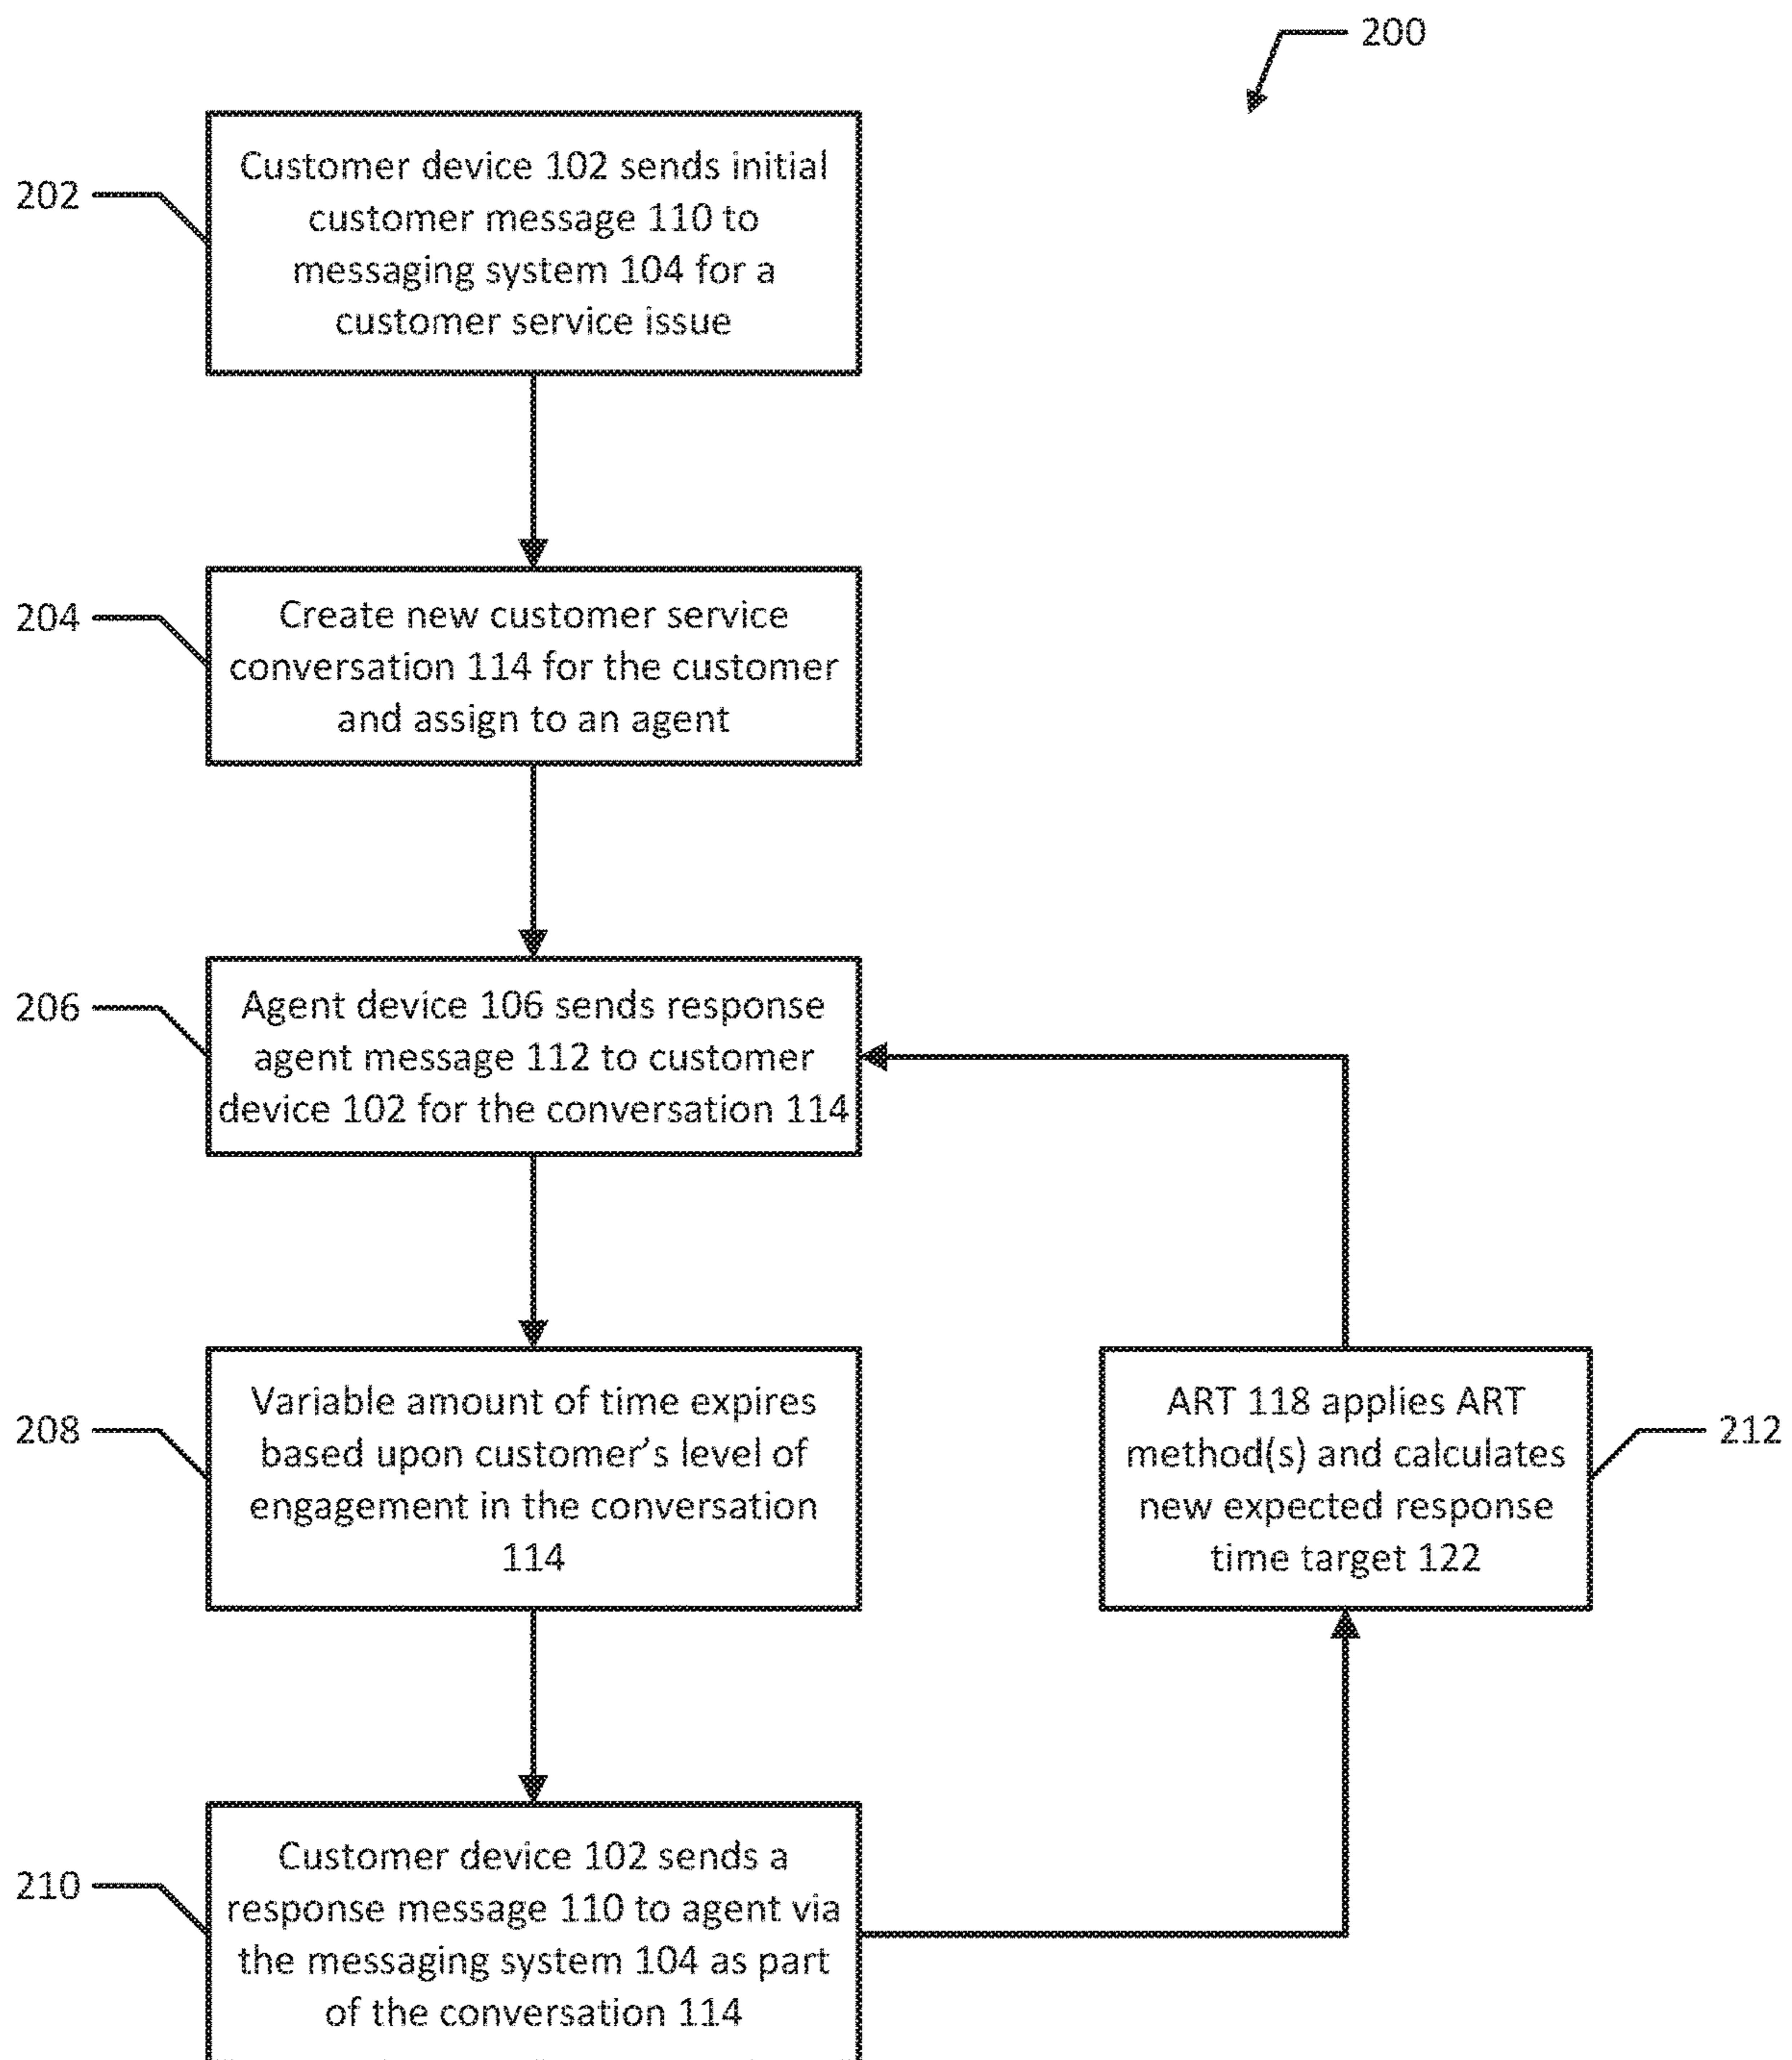 200
202
Customer device 102 sends initial
customer message 110 to
messaging system 104 for a
customer service issue
204
Create new customer service
conversation 114 for the customer
and assign to an agent
206
Agent device 106 sends response
agent message 112 to customer
device 102 for the conversation 114
208
Variable amount of time expires
based upon customer's level of
engagement in the conversation
114
ART 118 applies ART
method(s) and calculates
new expected response
time target 122
212
210
Customer device 102 sends a
response message 110 to agent via
the messaging system 104 as part
of the conversation 114